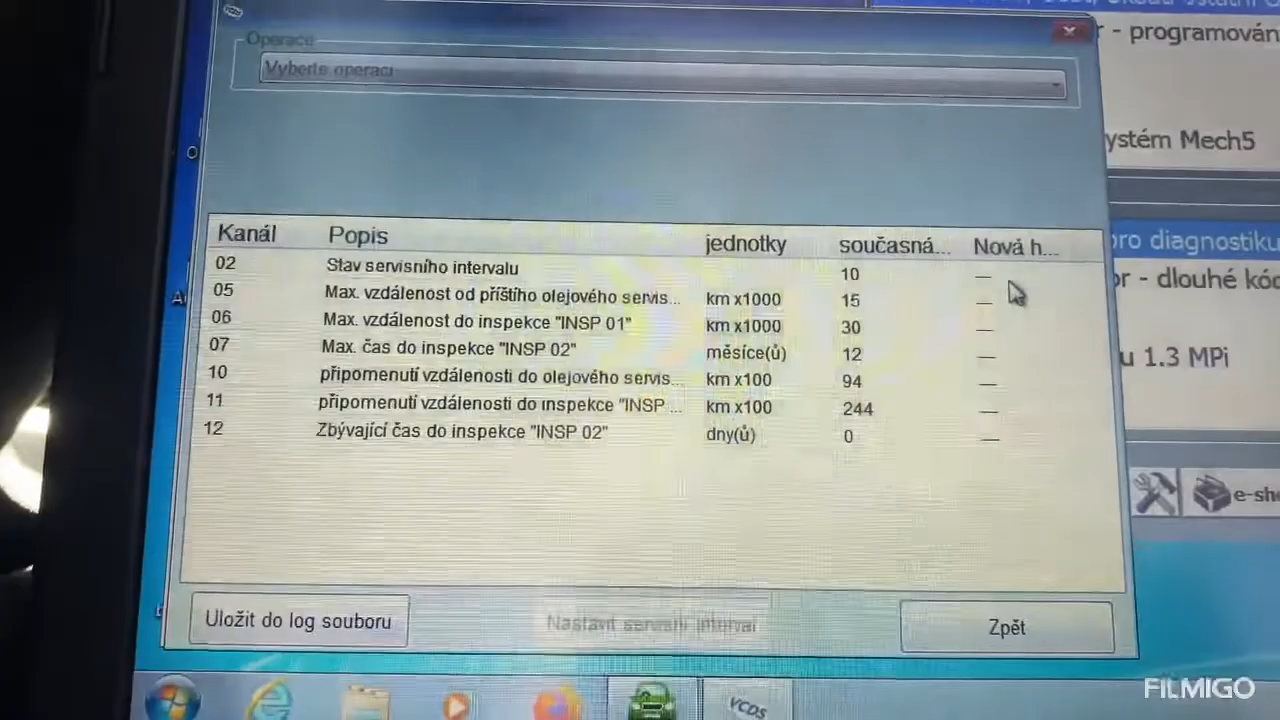 Operace
Vyberte operaci
r - programován
ystém Mech5
Kanál Popis jednotky současná... Nová h...
02 Stav servisního intervalu 10 —
05 Max. vzdálenost od příštího olejového servis... km x1000 15 —
06 Max. vzdálenost do inspekce "INSP 01" km x1000 30 —
07 Max. čas do inspekce "INSP 02" měsíce(ů) 12 —
10 připomenutí vzdálenosti do olejového servis... km x100 94 —
11 připomenutí vzdálenosti do inspekce "INSP ... km x100 244 —
12 Zbývající čas do inspekce "INSP 02" dny(ů) 0 —
pro diagnostiku
or - dlouhé kód
u 1.3 MPi
e-sh
Uložit do log souboru Nastavit servisní interval Zpět
VCDS
FILMIGO